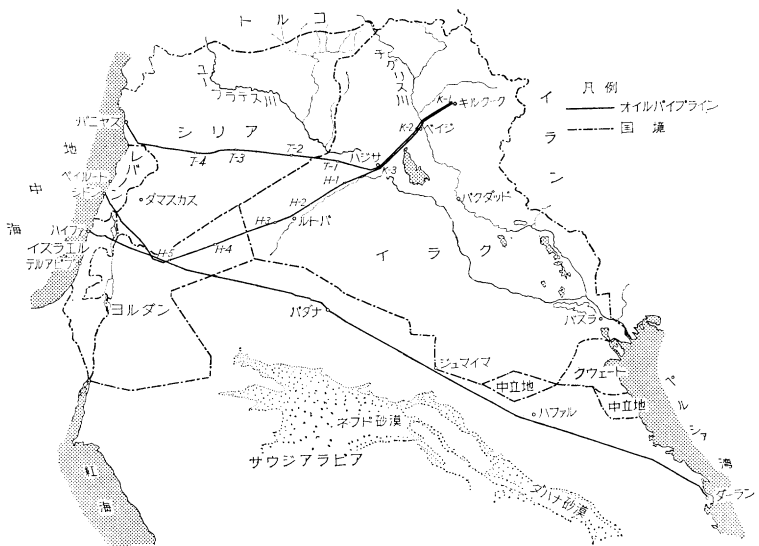 トルコ
凡例
オイルパイプライン
国境
イラン
ユーフラテス川
チグリス川
K-1
キルクーク
K-2
ベイジ
バニヤス
シリア
T-4
T-3
T-2
T-1
ハジサ
K-3
地中海
レバノン
ベイルート
シドン
ダマスカス
H-1
H-2
H-3
ルトバ
バクダッド
ハイファ
イスラエル
テルアビブ
H-5
H-4
イラク
ヨルダン
バダナ
バスラ
ジュマイマ
中立地
クウェート
中立地
ペルシァ湾
ハファル
ネフド砂漠
サウジアラビア
ダハナ砂漠
ダーラン
紅海